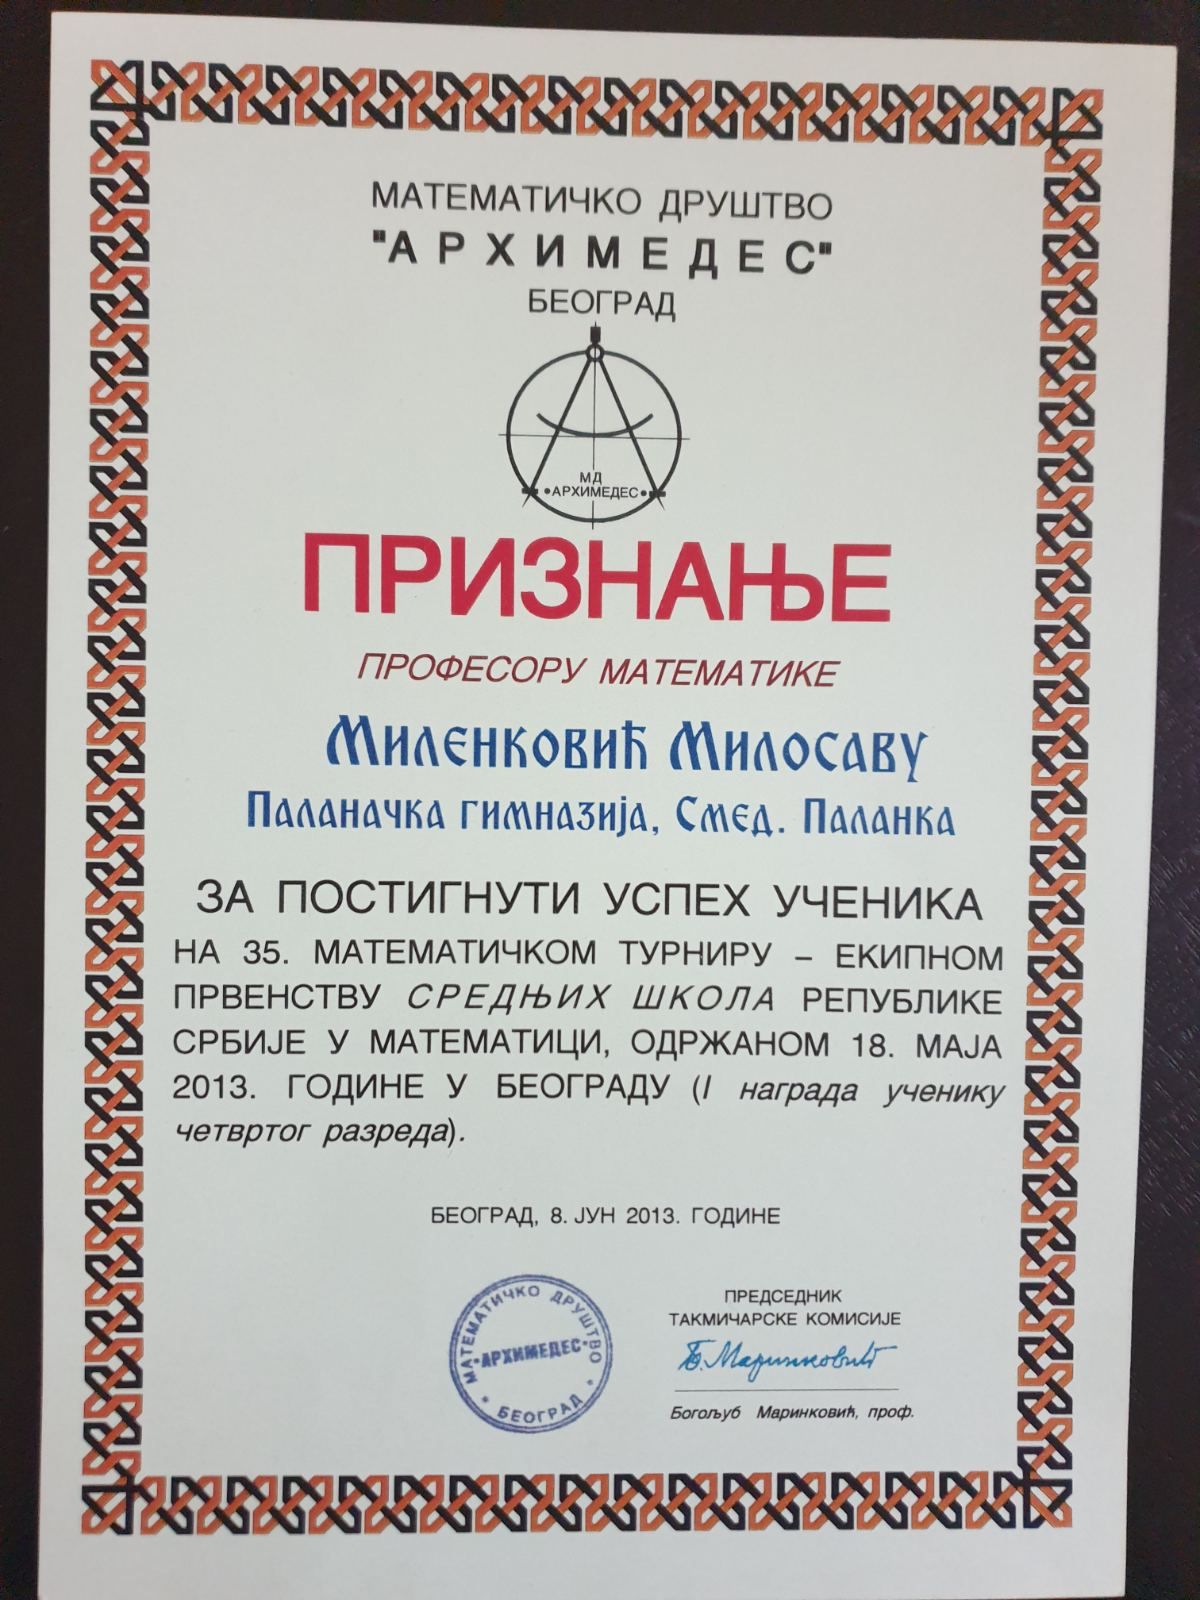 МАТЕМАТИЧКО ДРУШТВО
"АРХИМЕДЕС"
БЕОГРАД
МД
•АРХИМЕДЕС•
ПРИЗНАЊЕ
ПРОФЕСОРУ МАТЕМАТИКЕ
Миленковић Милосаву
Паланачка гимназија, Смед. Паланка
ЗА ПОСТИГНУТИ УСПЕХ УЧЕНИКА
НА 35. МАТЕМАТИЧКОМ ТУРНИРУ – ЕКИПНОМ
ПРВЕНСТВУ СРЕДЊИХ ШКОЛА РЕПУБЛИКЕ
СРБИЈЕ У МАТЕМАТИЦИ, ОДРЖАНОМ 18. МАЈА
2013. ГОДИНЕ У БЕОГРАДУ (I награда ученику
четвртог разреда).
БЕОГРАД, 8. ЈУН 2013. ГОДИНЕ
МАТЕМАТИЧКО ДРУШТВО
•АРХИМЕДЕС•
• БЕОГРАД •
ПРЕДСЕДНИК
ТАКМИЧАРСКЕ КОМИСИЈЕ
Б. Маринковић
Богољуб Маринковић, проф.